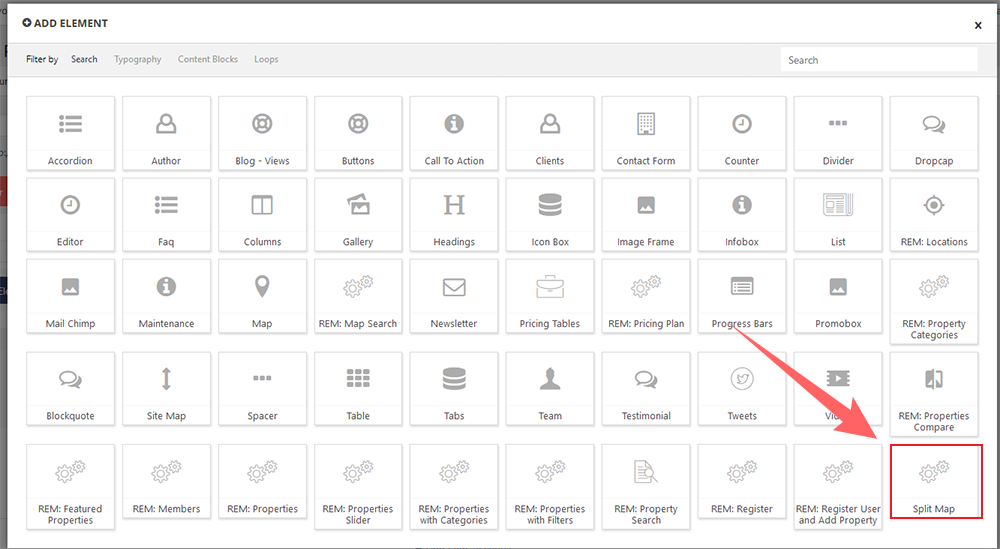 ADD ELEMENT
x
Filter by Search Typography Content Blocks Loops
Search
Accordion Author Blog - Views Buttons Call To Action Clients Contact Form Counter Divider Dropcap
Editor Faq Columns Gallery Headings Icon Box Image Frame Infobox List REM: Locations
Mail Chimp Maintenance Map REM: Map Search Newsletter Pricing Tables REM: Pricing Plan Progress Bars Promobox REM: Property
Categories
Blockquote Site Map Spacer Table Tabs Team Testimonial Tweets REM: Properties
Compare
REM: Featured REM: Members REM: Properties REM: Properties REM: Properties REM: Properties REM: Property REM: Register REM: Register User Split Map
Properties Slider with Categories with Filters Search and Add Property